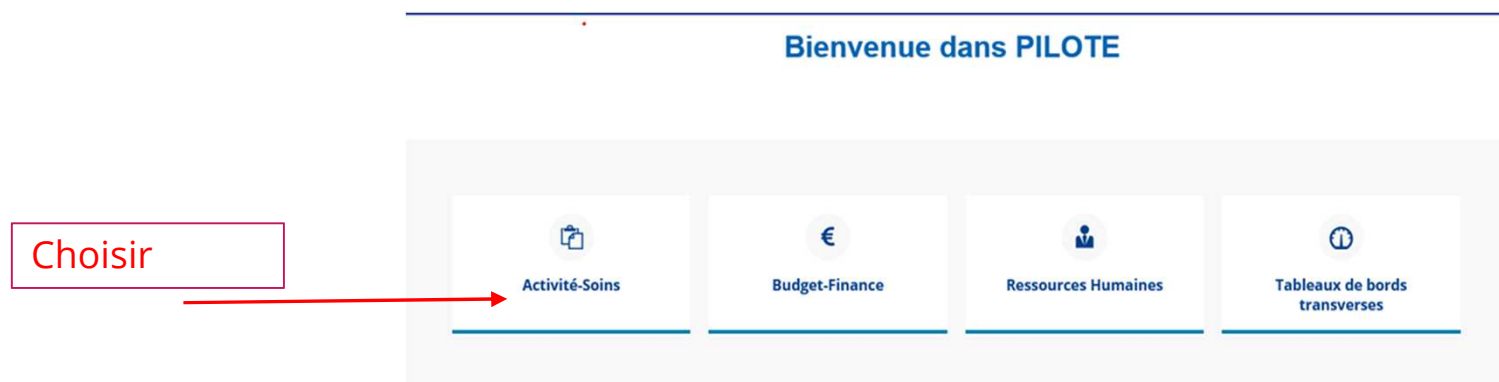 Bienvenue dans PILOTE
Choisir
Activité-Soins
Budget-Finance
€
Ressources Humaines
Tableaux de bords
transverses